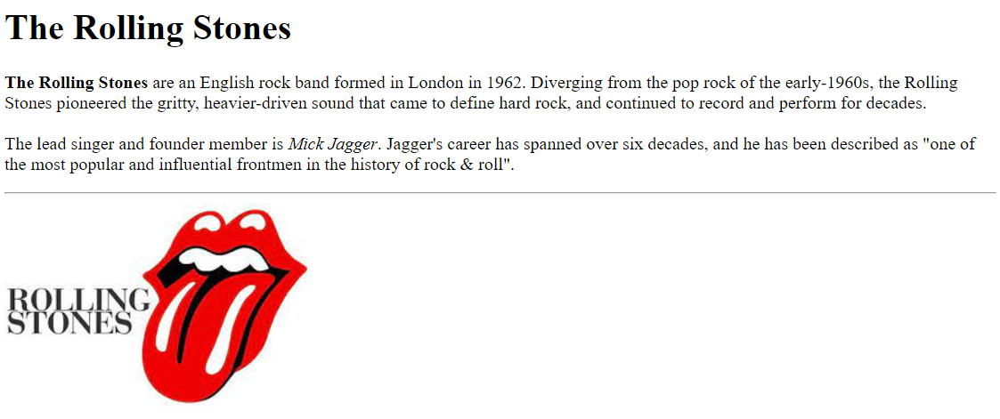 The Rolling Stones
The Rolling Stones are an English rock band formed in London in 1962. Diverging from the pop rock of the early-1960s, the Rolling
Stones pioneered the gritty, heavier-driven sound that came to define hard rock, and continued to record and perform for decades.
The lead singer and founder member is Mick Jagger. Jagger's career has spanned over six decades, and he has been described as "one of
the most popular and influential frontmen in the history of rock & roll".
ROLLING
STONES